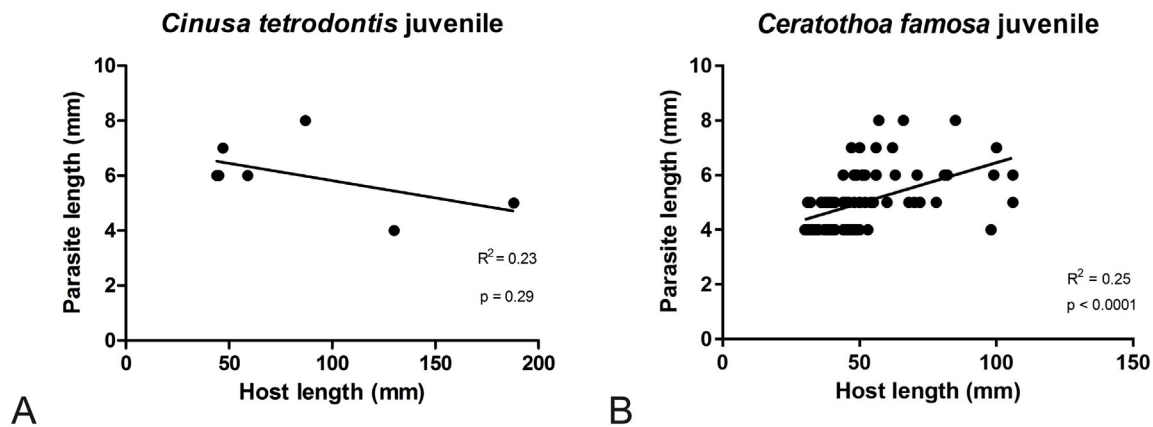 Cinusa tetrodontis juvenile
10
8
6
4
2
0
Parasite length (mm)
R² = 0.23
p = 0.29
0 50 100 150 200
Host length (mm)
A
Ceratothoa famosa juvenile
10
8
6
4
2
0
Parasite length (mm)
R² = 0.25
p < 0.0001
0 50 100 150
Host length (mm)
B